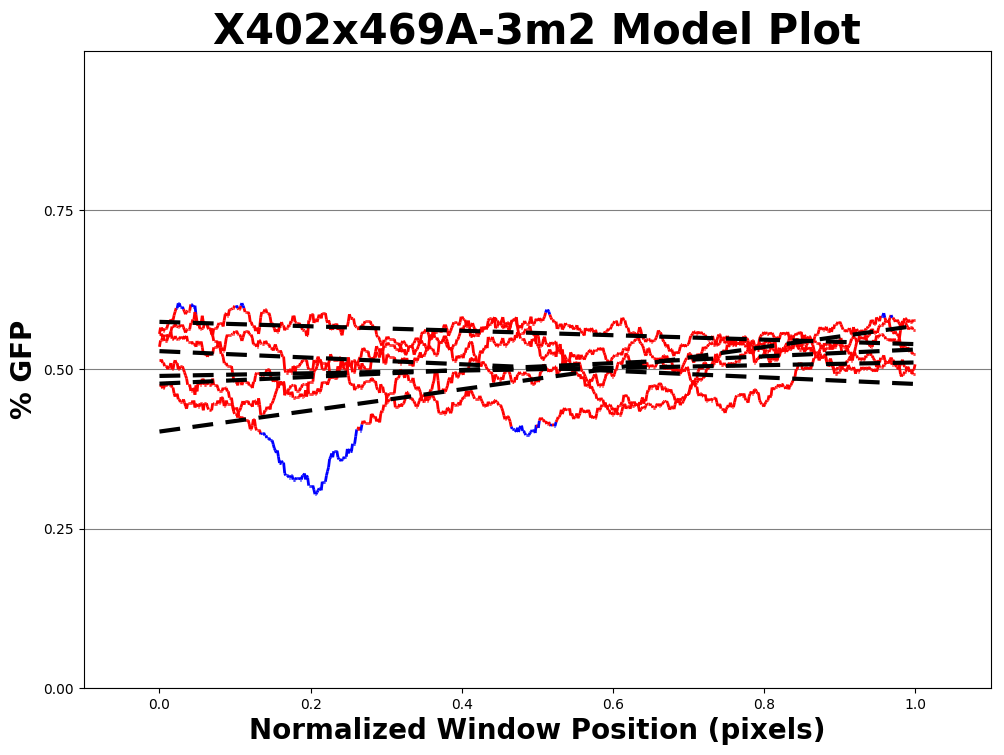 X402x469A-3m2 Model Plot
% GFP
0.75
0.50
0.25
0.00
0.0 0.2 0.4 0.6 0.8 1.0
Normalized Window Position (pixels)